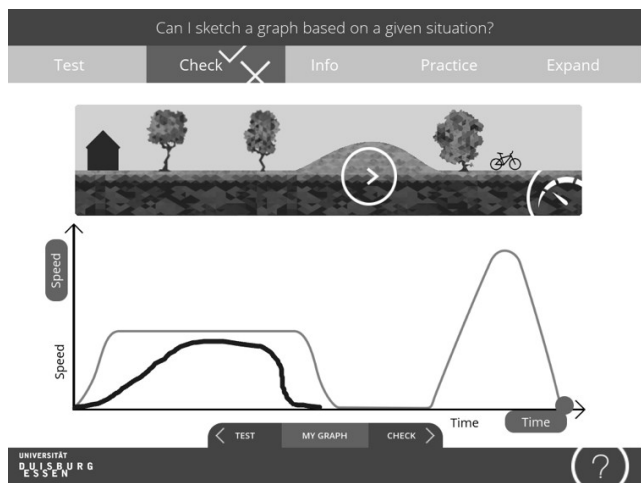 Can I sketch a graph based on a given situation?
Test Check Info Practice Expand
Speed
Speed
Time Time
TEST MY GRAPH CHECK
UNIVERSITÄT
DUISBURG
ESSEN
?